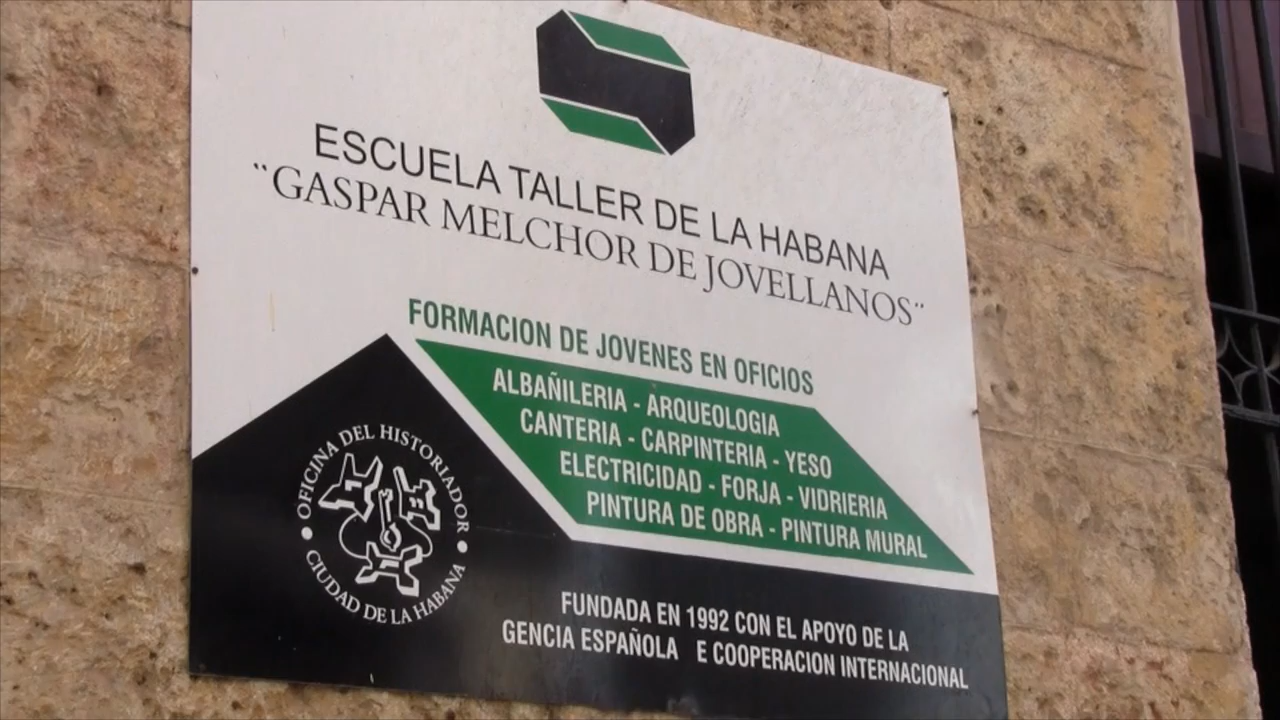 ESCUELA TALLER DE LA HABANA
¨GASPAR MELCHOR DE JOVELLANOS¨
FORMACION DE JOVENES EN OFICIOS
ALBAÑILERIA - ARQUEOLOGIA
CANTERIA - CARPINTERIA - YESO
ELECTRICIDAD - FORJA - VIDRIERIA
PINTURA DE OBRA - PINTURA MURAL
OFICINA DEL HISTORIADOR
CIUDAD DE LA HABANA
FUNDADA EN 1992 CON EL APOYO DE LA
GENCIA ESPAÑOLA E COOPERACION INTERNACIONAL